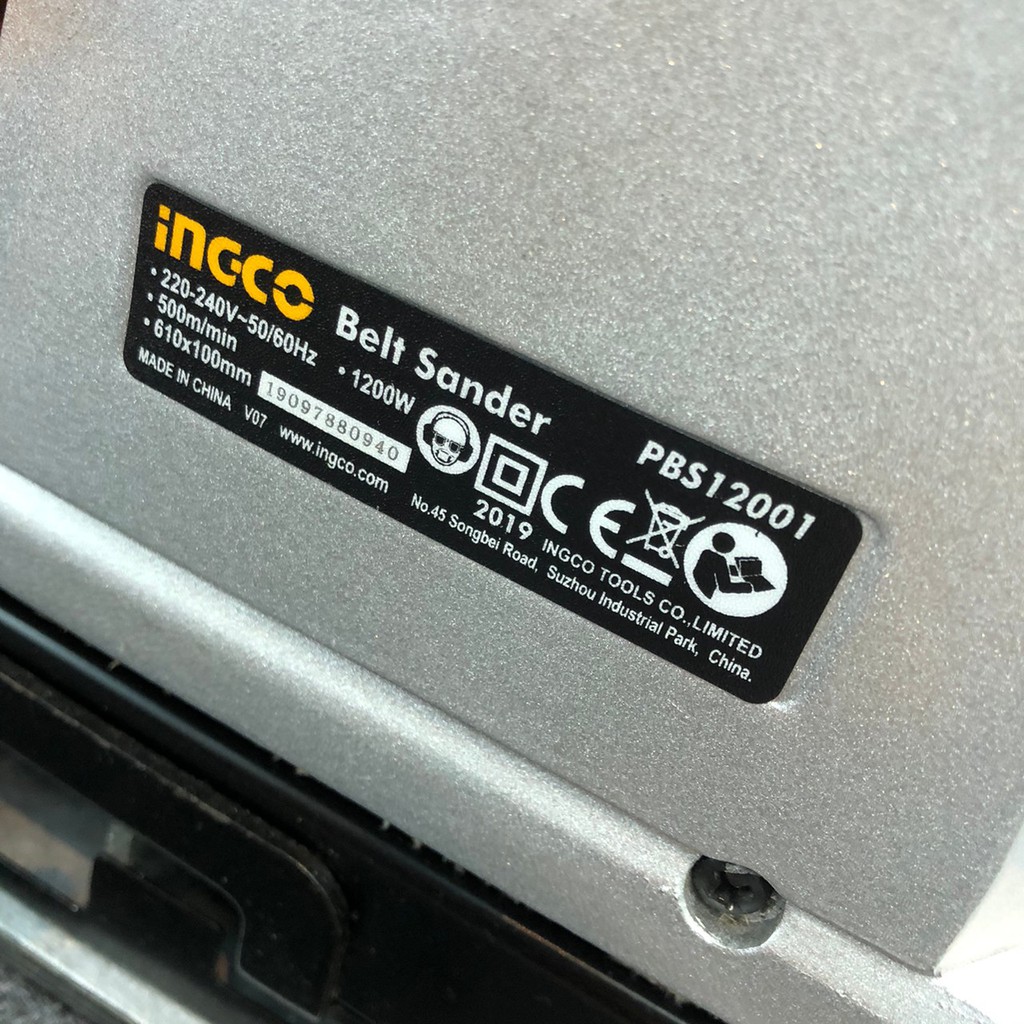 INGCO
Belt Sander
PBS12001
• 220-240V~50/60Hz
• 1200W
• 500m/min
• 610x100mm
19097880940
MADE IN CHINA V07 www.ingco.com
2019
CE
INGCO TOOLS CO.,LIMITED
No.45 Songbei Road, Suzhou Industrial Park, China.